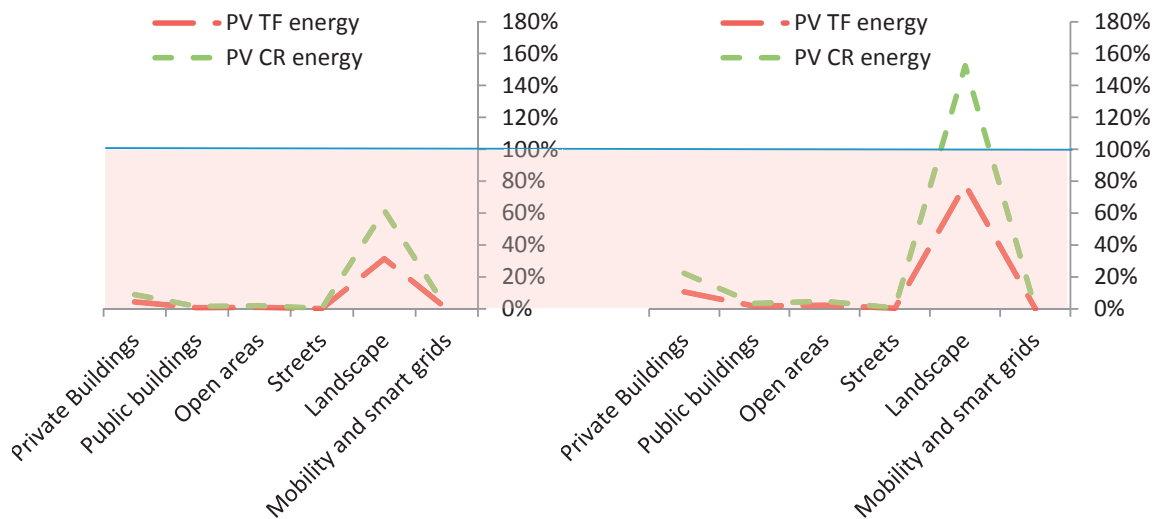 PV TF energy
PV CR energy
180%
160%
140%
120%
100%
80%
60%
40%
20%
0%
Private Buildings
Public buildings
Open areas
Streets
Landscape
Mobility and smart grids
PV TF energy
PV CR energy
180%
160%
140%
120%
100%
80%
60%
40%
20%
0%
Private Buildings
Public buildings
Open areas
Streets
Landscape
Mobility and smart grids